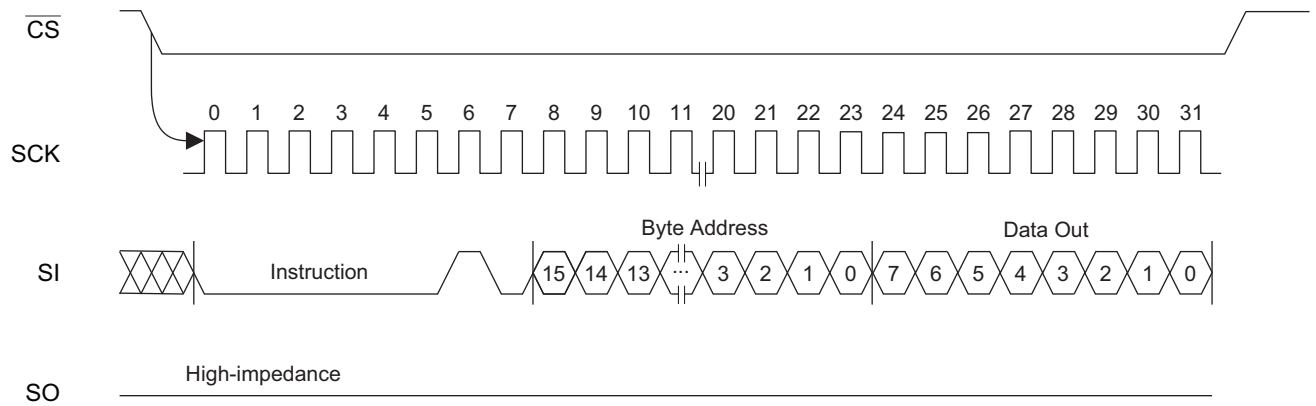 CS
0 1 2 3 4 5 6 7 8 9 10 11 20 21 22 23 24 25 26 27 28 29 30 31
SCK
Byte Address Data Out
SI Instruction 15 14 13 ... 3 2 1 0 7 6 5 4 3 2 1 0
High-impedance
SO